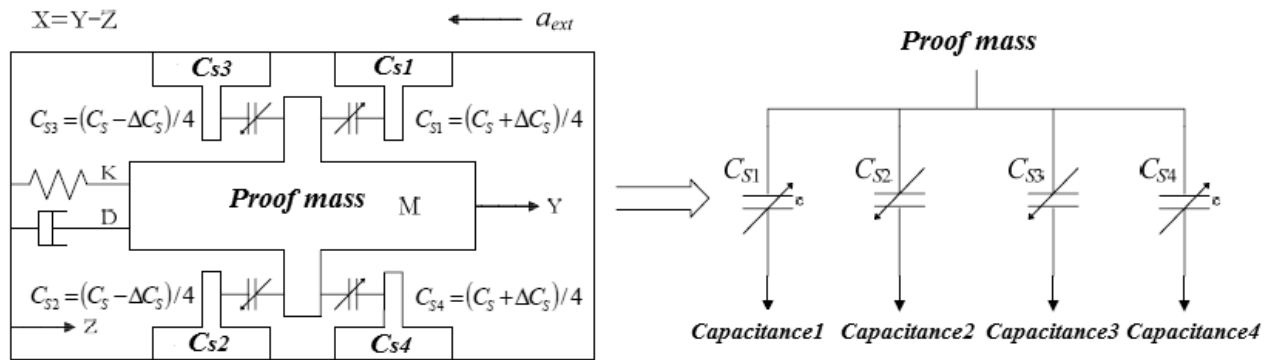 X=Y-Z
a_ext
Cs3
Cs1
C_S3=(C_S-ΔC_S)/4
C_S1=(C_S+ΔC_S)/4
K
D
Proof mass
M
Y
C_S2=(C_S-ΔC_S)/4
C_S4=(C_S+ΔC_S)/4
Z
Cs2
Cs4
Proof mass
C_S1
C_S2
C_S3
C_S4
Capacitance1
Capacitance2
Capacitance3
Capacitance4